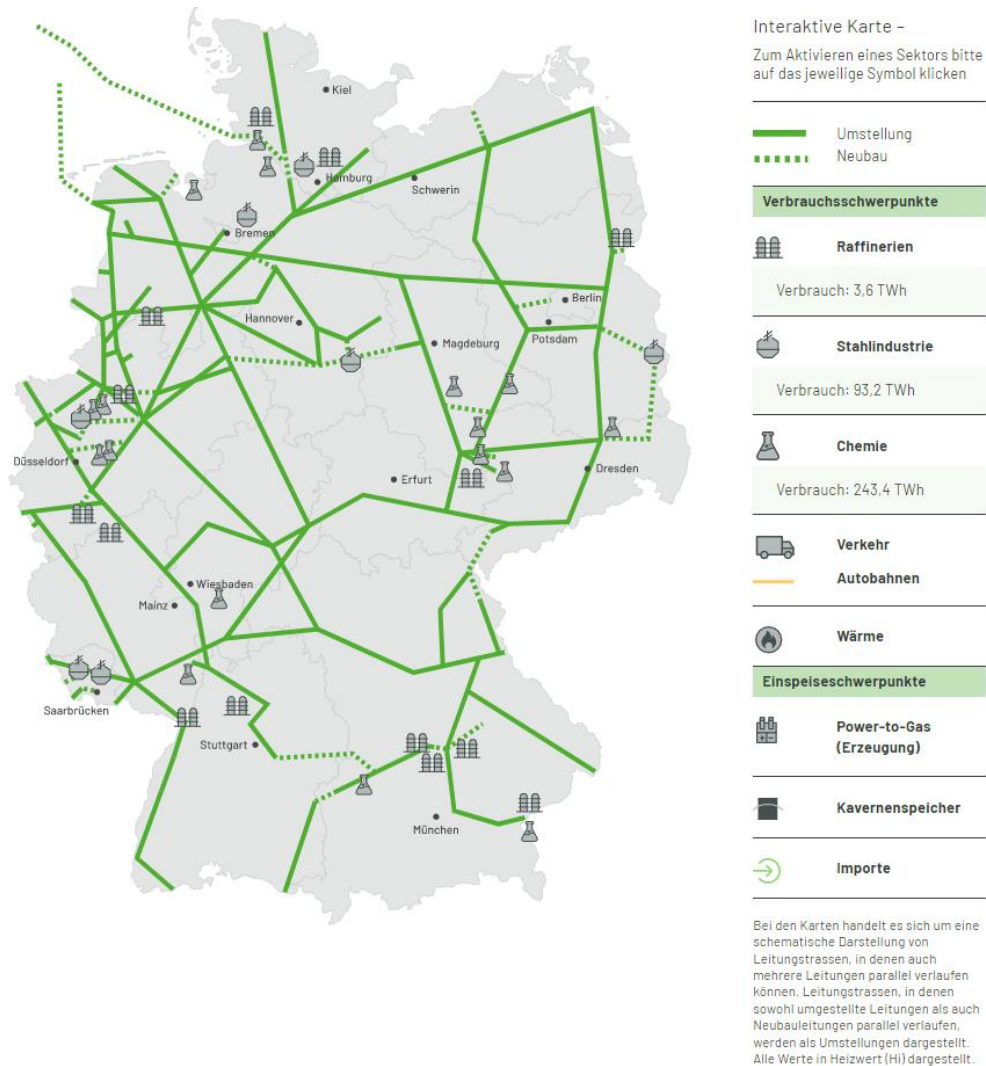 Kiel
Hamburg
Schwerin
Bremen
Berlin
Hannover
Potsdam
Magdeburg
Düsseldorf
Erfurt
Dresden
Wiesbaden
Mainz
Saarbrücken
Stuttgart
München
Interaktive Karte –
Zum Aktivieren eines Sektors bitte
auf das jeweilige Symbol klicken
Umstellung
Neubau
Verbrauchsschwerpunkte
Raffinerien
Verbrauch: 3,6 TWh
Stahlindustrie
Verbrauch: 93,2 TWh
Chemie
Verbrauch: 243,4 TWh
Verkehr
Autobahnen
Wärme
Einspeiseschwerpunkte
Power-to-Gas
(Erzeugung)
Kavernenspeicher
Importe
Bei den Karten handelt es sich um eine
schematische Darstellung von
Leitungstrassen, in denen auch
mehrere Leitungen parallel verlaufen
können. Leitungstrassen, in denen
sowohl umgestellte Leitungen als auch
Neubauleitungen parallel verlaufen,
werden als Umstellungen dargestellt.
Alle Werte in Heizwert (Hi) dargestellt.